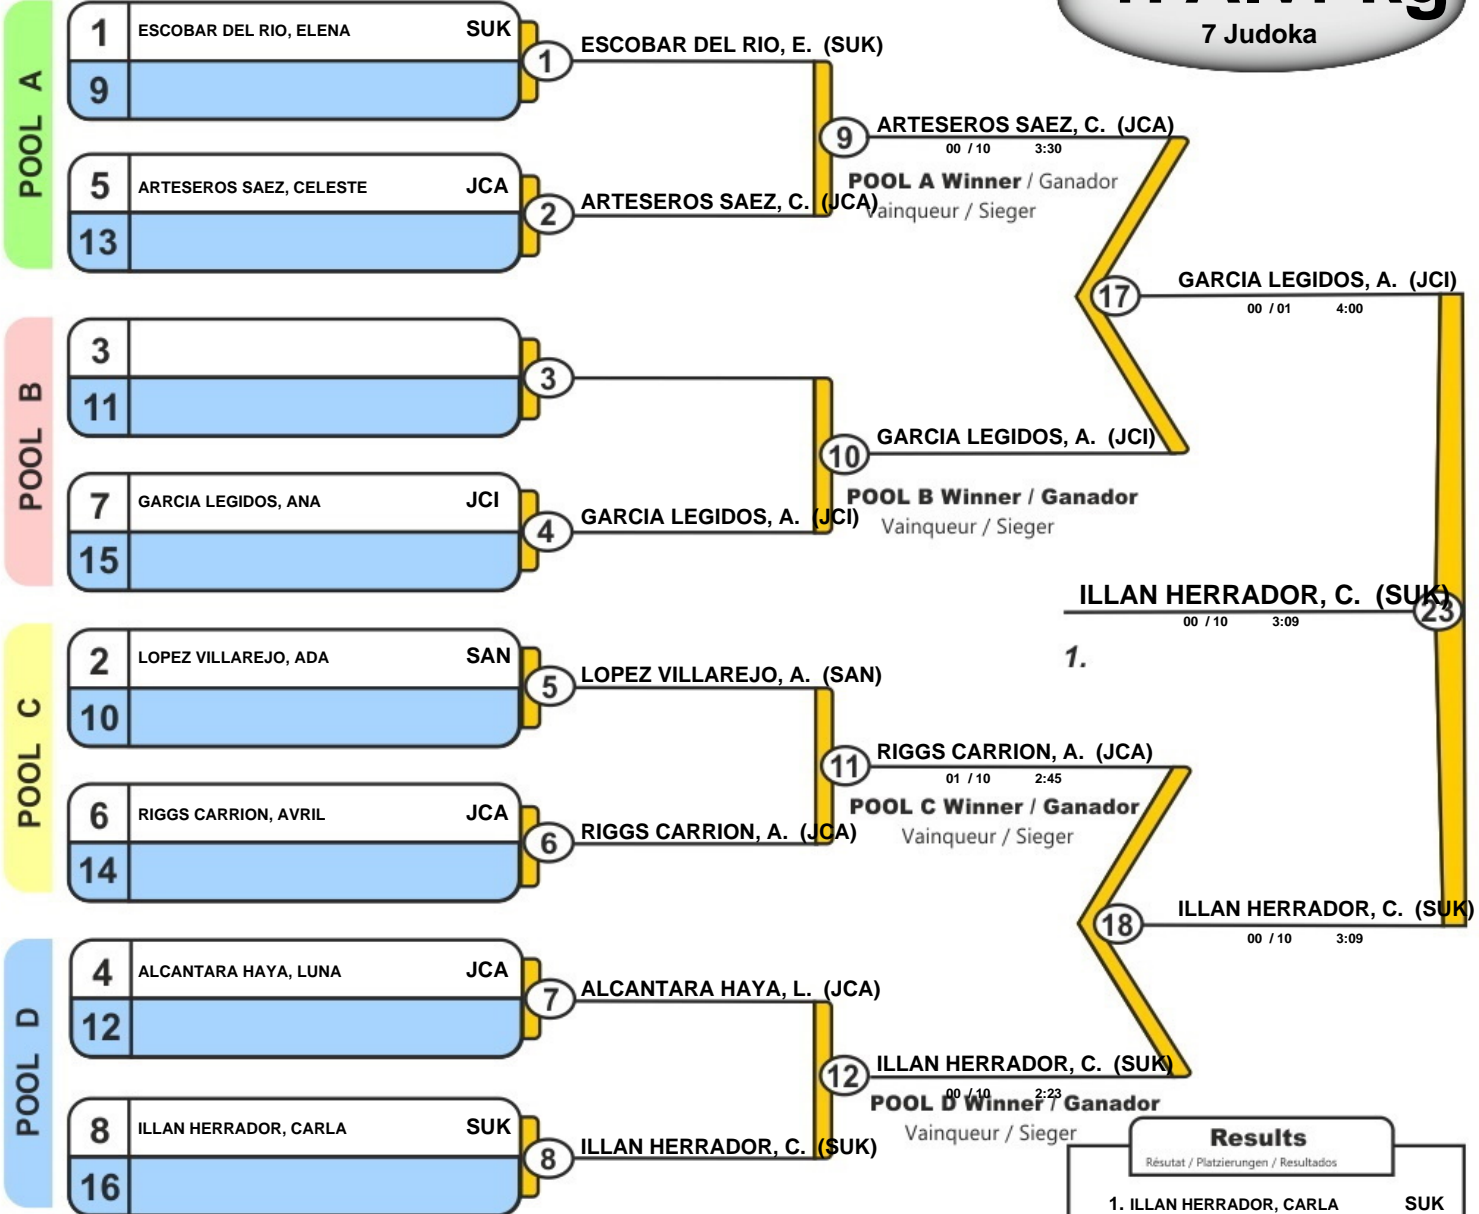 7 Judoka
POOL A
1 ESCOBAR DEL RIO, ELENA SUK
9
1 ESCOBAR DEL RIO, E. (SUK)
5 ARTESEROS SAEZ, CELESTE JCA
13
2 ARTESEROS SAEZ, C. (JCA)
9 ARTESEROS SAEZ, C. (JCA)
00 / 10 3:30
POOL A Winner / Ganador
Vainqueur / Sieger
POOL B
3
11
3
7 GARCIA LEGIDOS, ANA JCI
15
4 GARCIA LEGIDOS, A. (JCI)
10 GARCIA LEGIDOS, A. (JCI)
POOL B Winner / Ganador
Vainqueur / Sieger
17 GARCIA LEGIDOS, A. (JCI)
00 / 01 4:00
ILLAN HERRADOR, C. (SUK) 23
00 / 10 3:09
1.
POOL C
2 LOPEZ VILLAREJO, ADA SAN
10
5 LOPEZ VILLAREJO, A. (SAN)
6 RIGGS CARRION, AVRIL JCA
14
6 RIGGS CARRION, A. (JCA)
11 RIGGS CARRION, A. (JCA)
01 / 10 2:45
POOL C Winner / Ganador
Vainqueur / Sieger
POOL D
4 ALCANTARA HAYA, LUNA JCA
12
7 ALCANTARA HAYA, L. (JCA)
8 ILLAN HERRADOR, CARLA SUK
16
8 ILLAN HERRADOR, C. (SUK)
12 ILLAN HERRADOR, C. (SUK)
00 / 10 2:23
POOL D Winner / Ganador
Vainqueur / Sieger
18 ILLAN HERRADOR, C. (SUK)
00 / 10 3:09
Results
Résutat / Platzierungen / Resultados
1. ILLAN HERRADOR, CARLA SUK